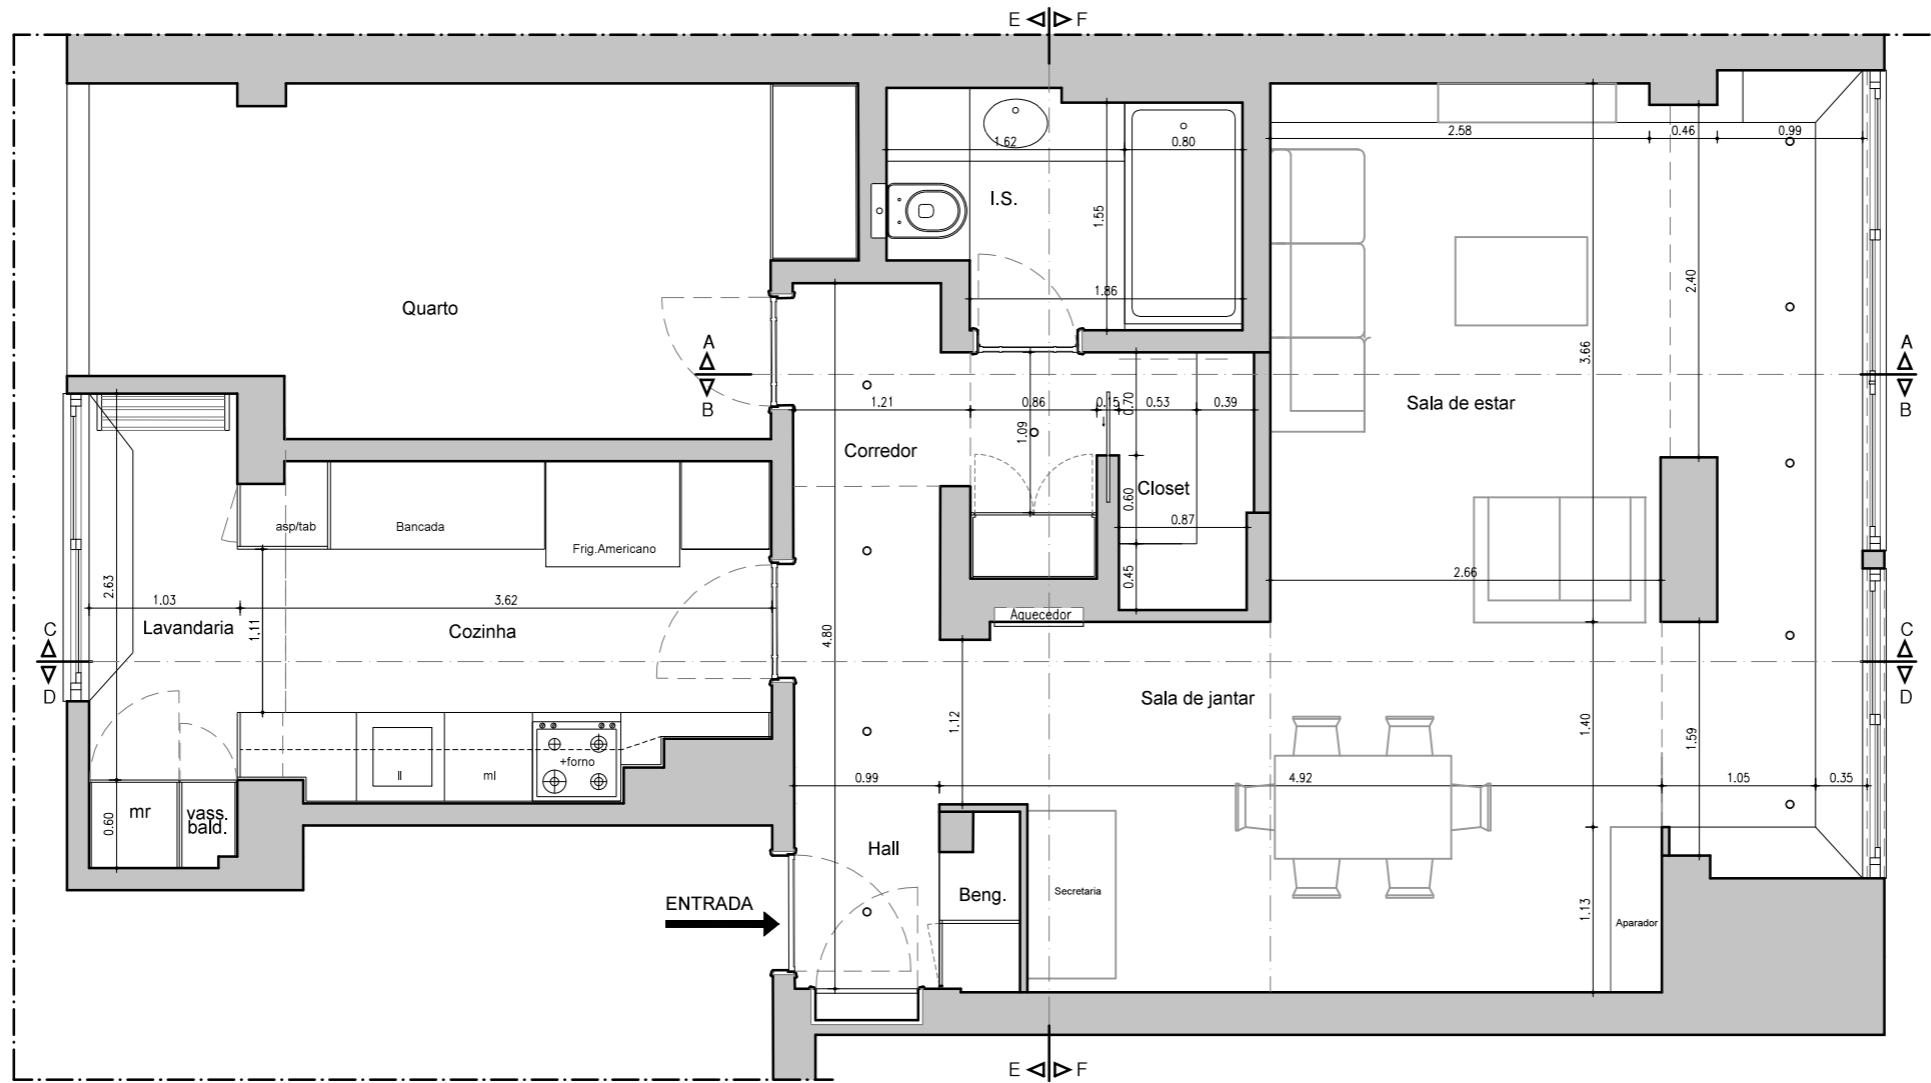 E F
1.62
0.80
2.58
0.46
0.99
I.S.
1.55
1.86
2.40
Quarto
A
B
3.66
A
B
Sala de estar
1.21
0.86
0.15
0.70
0.53
0.39
1.09
Corredor
Closet
0.60
0.87
asp/tab
Bancada
Frig.Americano
0.45
2.66
2.63
1.03
3.62
Aquecedor
Lavandaria
1.11
Cozinha
4.80
C
D
C
D
Sala de jantar
1.12
1.40
1.59
ll
ml
+forno
0.99
4.92
1.05
0.35
mr
vass.
bald.
0.60
Hall
ENTRADA
Beng.
Secretaria
1.13
Aparador
E F